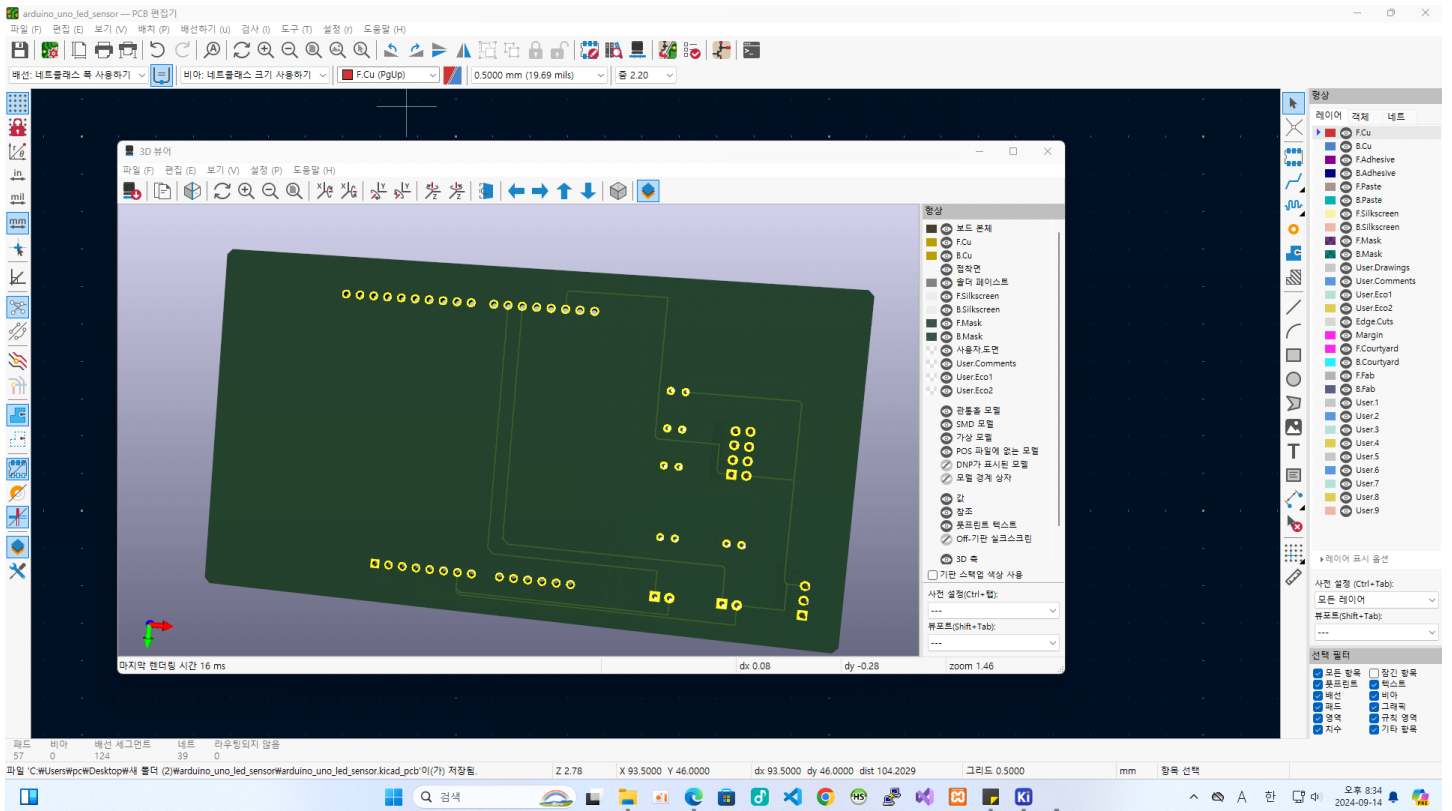 arduino_uno_led_sensor — PCB 편집기
파일 (F) 편집 (E) 보기 (V) 배치 (P) 배선하기 (U) 검사 (I) 도구 (T) 설정 (r) 도움말 (H)
배선: 네트클래스 폭 사용하기 비아: 네트클래스 크기 사용하기 F.Cu (PgUp) 0.5000 mm (19.69 mils) 줌 2.20
in
mil
mm
3D 뷰어
파일 (F) 편집 (E) 보기 (V) 설정 (P) 도움말 (H)
형상
보드 본체
F.Cu
B.Cu
접착면
솔더 페이스트
F.Silkscreen
B.Silkscreen
F.Mask
B.Mask
사용자.도면
User.Comments
User.Eco1
User.Eco2
관통홀 모델
SMD 모델
가상 모델
POS 파일에 없는 모델
DNP가 표시된 모델
모델 경계 상자
값
참조
풋프린트 텍스트
Off-기판 실크스크린
3D 축
기판 스택업 색상 사용
사전 설정(Ctrl+탭):
---
뷰포트(Shift+Tab):
---
마지막 렌더링 시간 16 ms dx 0.08 dy -0.28 zoom 1.46
형상
레이어 객체 네트
F.Cu
B.Cu
F.Adhesive
B.Adhesive
F.Paste
B.Paste
F.Silkscreen
B.Silkscreen
F.Mask
B.Mask
User.Drawings
User.Comments
User.Eco1
User.Eco2
Edge.Cuts
Margin
F.Courtyard
B.Courtyard
F.Fab
B.Fab
User.1
User.2
User.3
User.4
User.5
User.6
User.7
User.8
User.9
레이어 표시 옵션
사전 설정 (Ctrl+Tab):
모든 레이어
뷰포트(Shift+Tab):
---
선택 필터
모든 항목 잠긴 항목
풋프린트 텍스트
배선 비아
패드 그래픽
영역 규칙 영역
치수 기타 항목
패드 비아 배선 세그먼트 네트 라우팅되지 않음
57 0 124 39 0
파일 'C:₩Users₩pc₩Desktop₩새 폴더 (2)₩arduino_uno_led_sensor₩arduino_uno_led_sensor.kicad_pcb'이(가) 저장됨. Z 2.78 X 93.5000 Y 46.0000 dx 93.5000 dy 46.0000 dist 104.2029 그리드 0.5000 mm 항목 선택
검색
HS
Ki
A 한
오후 8:34
2024-09-14
PRE